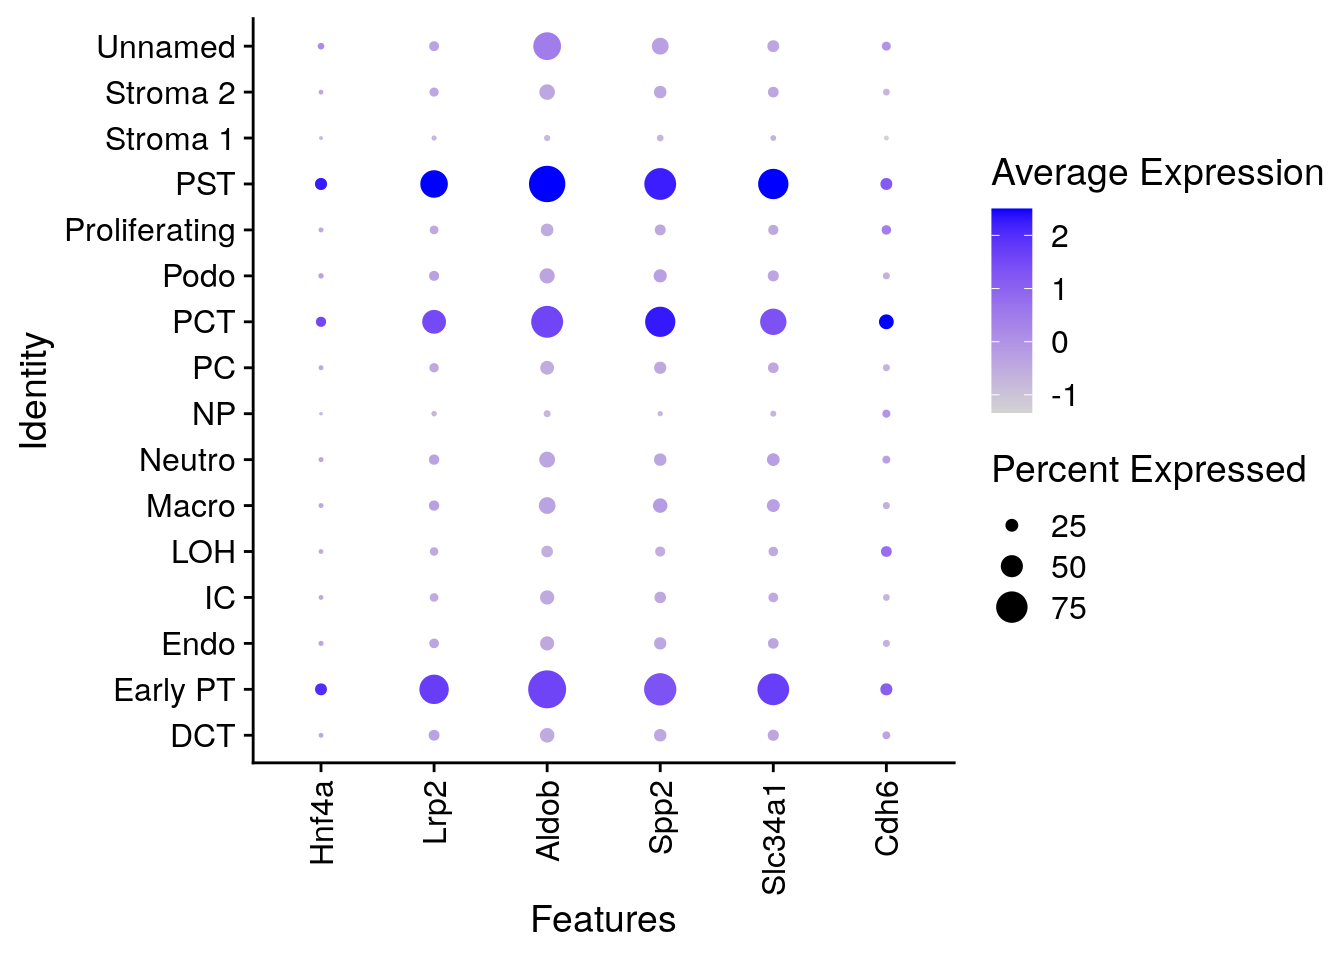 Unnamed
Stroma 2
Stroma 1
PST
Proliferating
Podo
PCT
PC
NP
Neutro
Macro
LOH
IC
Endo
Early PT
DCT
Identity
Hnf4a
Lrp2
Aldob
Spp2
Slc34a1
Cdh6
Features
Average Expression
2
1
0
-1
Percent Expressed
25
50
75